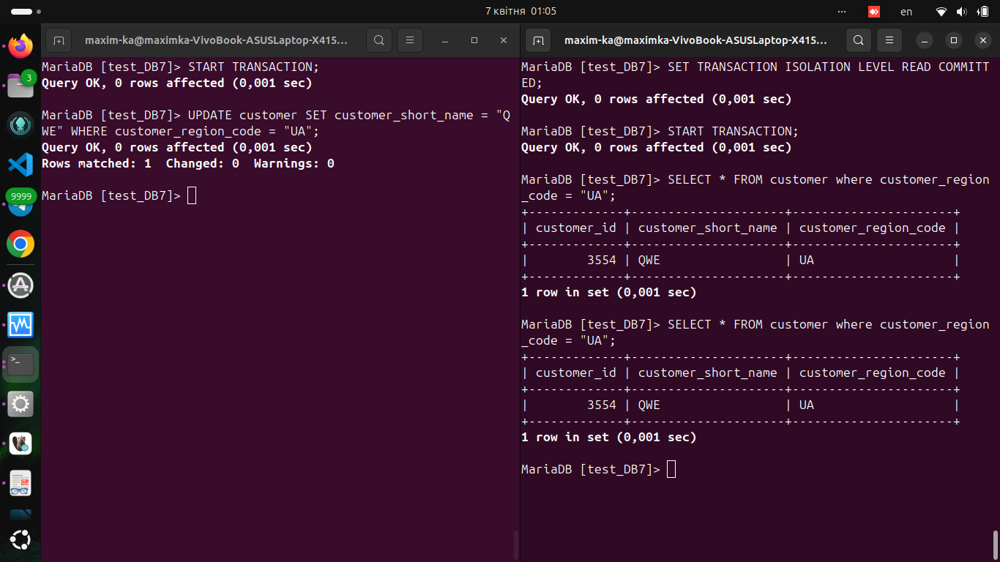 7 квітня 01:05
en
maxim-ka@maximka-VivoBook-ASUSLaptop-X415...
MariaDB [test_DB7]> START TRANSACTION;
Query OK, 0 rows affected (0,001 sec)
MariaDB [test_DB7]> UPDATE customer SET customer_short_name = "Q
WE" WHERE customer_region_code = "UA";
Query OK, 0 rows affected (0,001 sec)
Rows matched: 1  Changed: 0  Warnings: 0
MariaDB [test_DB7]>
maxim-ka@maximka-VivoBook-ASUSLaptop-X415...
MariaDB [test_DB7]> SET TRANSACTION ISOLATION LEVEL READ COMMITT
ED;
Query OK, 0 rows affected (0,001 sec)
MariaDB [test_DB7]> START TRANSACTION;
Query OK, 0 rows affected (0,001 sec)
MariaDB [test_DB7]> SELECT * FROM customer where customer_region
_code = "UA";
+-------------+---------------------+----------------------+
| customer_id | customer_short_name | customer_region_code |
+-------------+---------------------+----------------------+
|        3554 | QWE                 | UA                   |
+-------------+---------------------+----------------------+
1 row in set (0,001 sec)
MariaDB [test_DB7]> SELECT * FROM customer where customer_region
_code = "UA";
+-------------+---------------------+----------------------+
| customer_id | customer_short_name | customer_region_code |
+-------------+---------------------+----------------------+
|        3554 | QWE                 | UA                   |
+-------------+---------------------+----------------------+
1 row in set (0,001 sec)
MariaDB [test_DB7]>
3
9999
>_